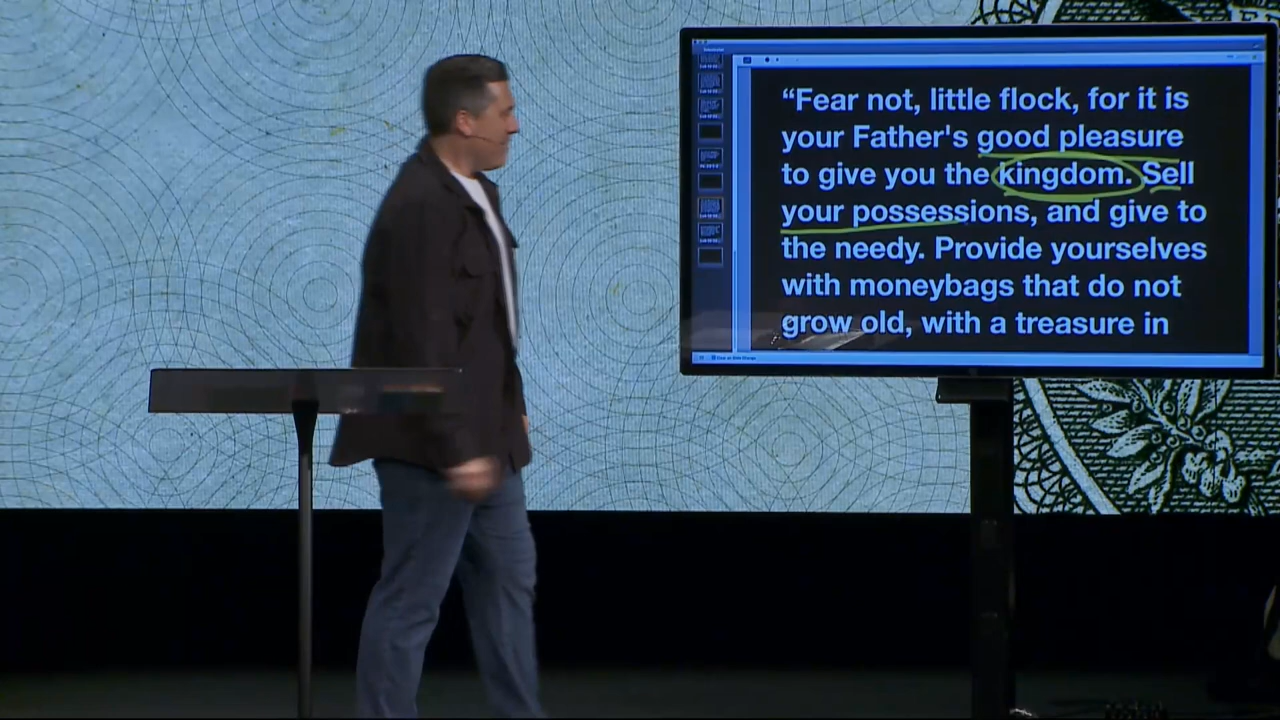 “Fear not, little flock, for it is
your Father's good pleasure
to give you the kingdom. Sell
your possessions, and give to
the needy. Provide yourselves
with moneybags that do not
grow old, with a treasure in